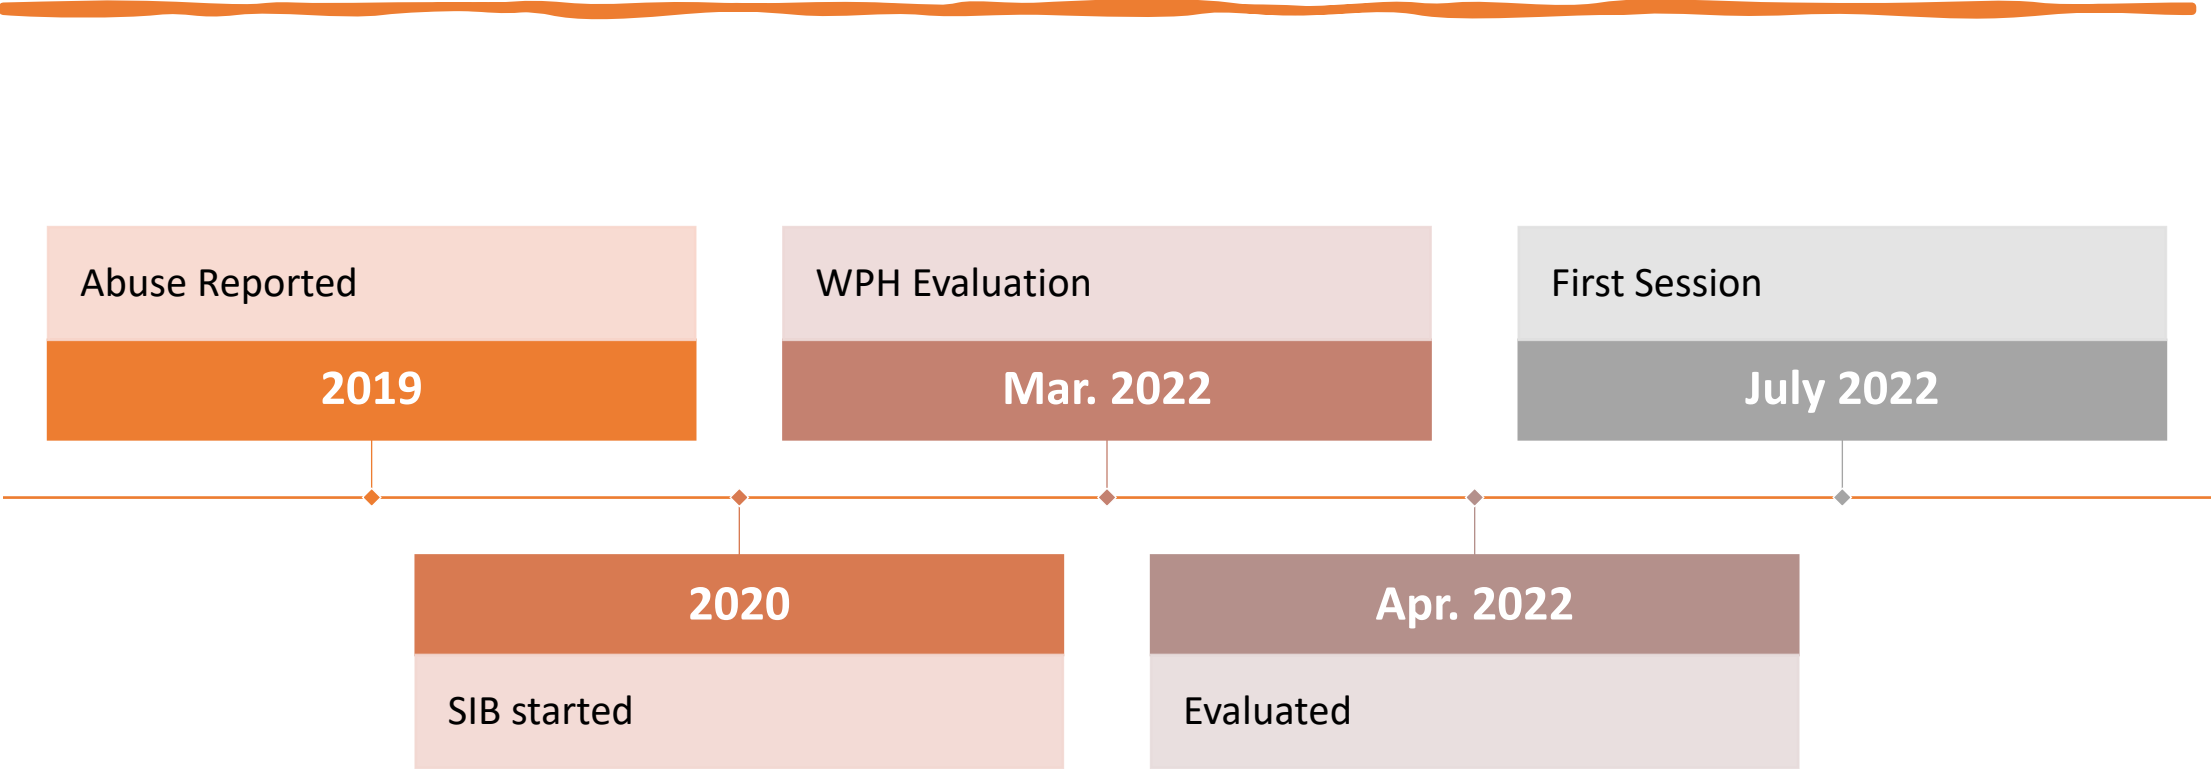 Abuse Reported
2019
2020
SIB started
WPH Evaluation
Mar. 2022
Apr. 2022
Evaluated
First Session
July 2022